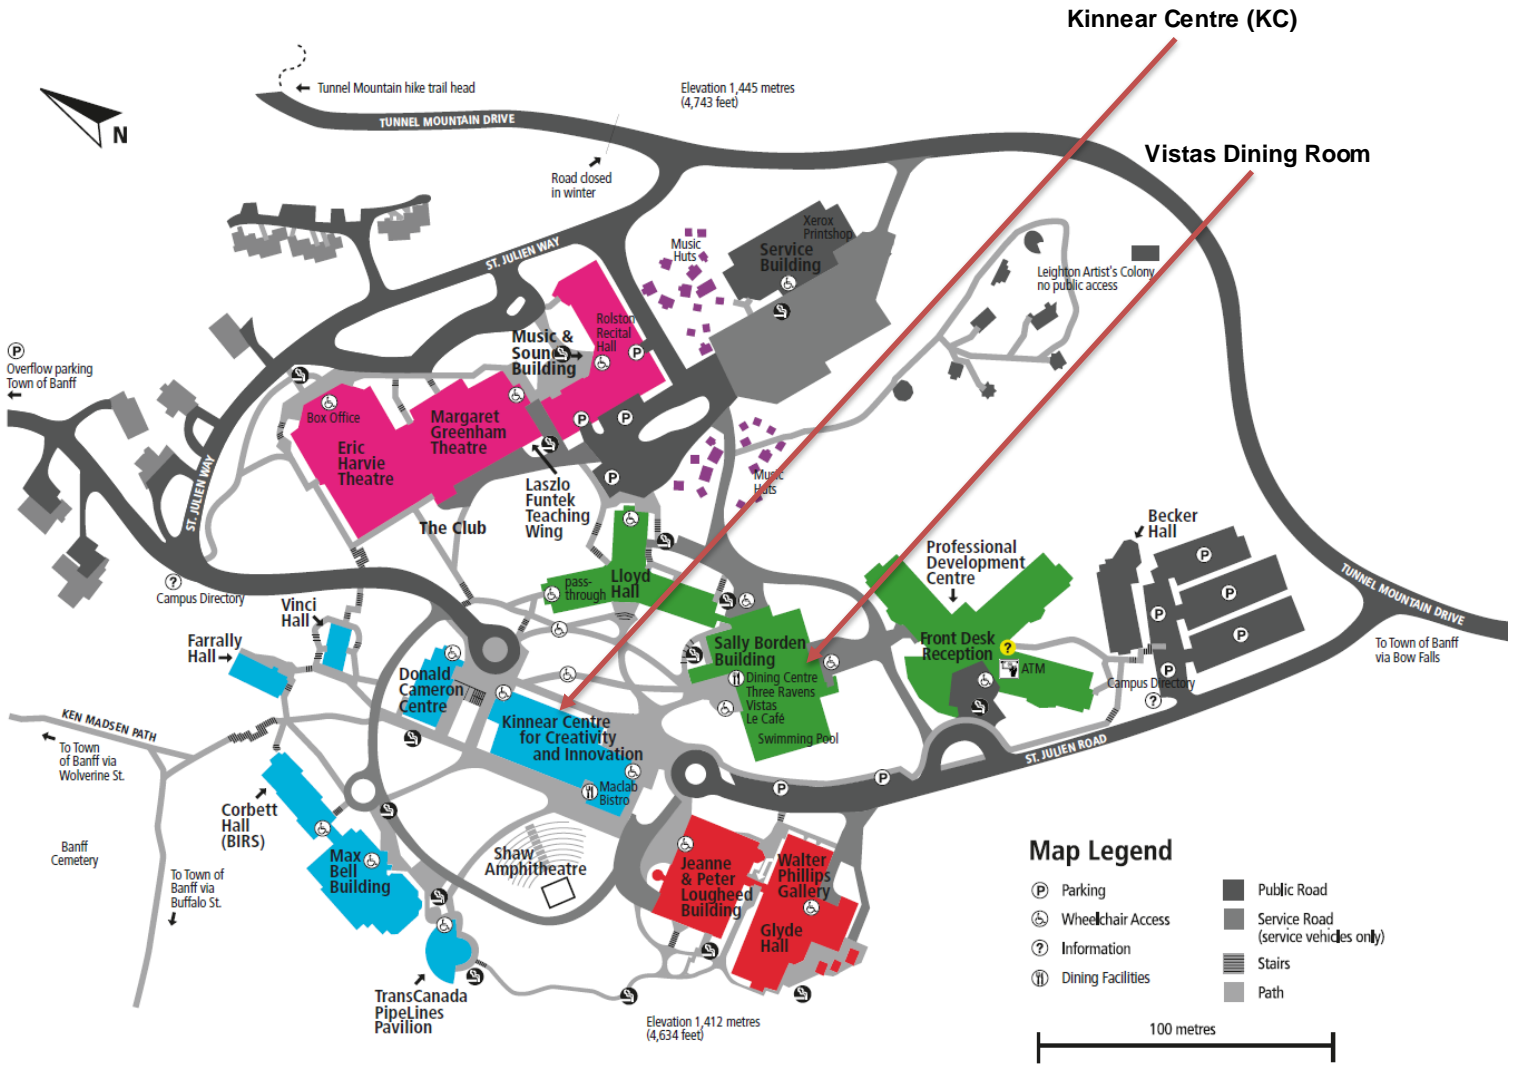 Kinnear Centre (KC)
Tunnel Mountain hike trail head
Elevation 1,445 metres
(4,743 feet)
TUNNEL MOUNTAIN DRIVE
N
Vistas Dining Room
Road closed
in winter
Xerox
Printshop
Music
Huts
Service
Building
ST. JULIEN WAY
Leighton Artist's Colony
no public access
Rolston
Recital
Hall
Music &
Sound
Building
P
Overflow parking
Town of Banff
Box Office
Margaret
Greenham
Theatre
Eric
Harvie
Theatre
Music
Huts
ST. JULIEN WAY
Laszlo
Funtek
Teaching
Wing
The Club
Becker
Hall
Professional
Development
Centre
Lloyd
Hall
pass-
through
TUNNEL MOUNTAIN DRIVE
?
Campus Directory
Vinci
Hall
Farrally
Hall
To Town of Banff
via Bow Falls
Front Desk
Reception
?
ATM
Sally Borden
Building
Dining Centre
Three Ravens
Vistas
Le Café
Swimming Pool
Donald
Cameron
Centre
Campus Directory
?
KEN MADSEN PATH
Kinnear Centre
for Creativity
and Innovation
ST. JULIEN ROAD
To Town
of Banff via
Wolverine St.
Maclab
Bistro
Corbett
Hall
(BIRS)
Banff
Cemetery
Max
Bell
Building
Shaw
Amphitheatre
Jeanne
& Peter
Lougheed
Building
Walter
Phillips
Gallery
Glyde
Hall
To Town of
Banff via
Buffalo St.
TransCanada
PipeLines
Pavilion
Elevation 1,412 metres
(4,634 feet)
Map Legend
P Parking
Wheelchair Access
? Information
Dining Facilities
Public Road
Service Road
(service vehicles only)
Stairs
Path
100 metres
P
P
P
P
P
P
P
P
P
P
P